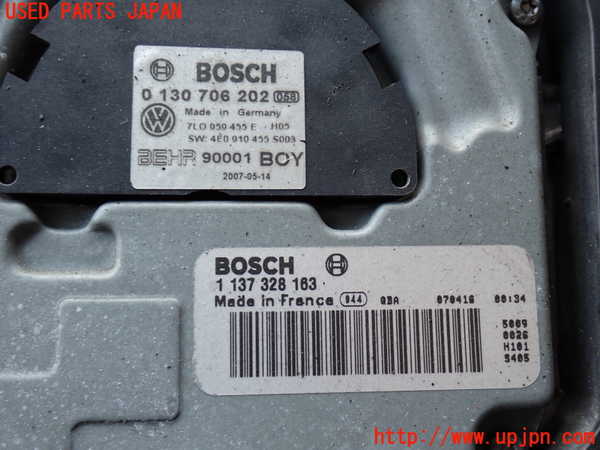 USED PARTS JAPAN
BOSCH
0 130 706 202 058
Made in Germany
7L0 959 455 E H05
SW: 4E0 910 455 S003
BEHR 90001 BCY
2007-05-14
BOSCH
1 137 328 163
Made in France 944 QBA 070416 00:34
5009
0026
H101
5405
http://www.upjpn.com